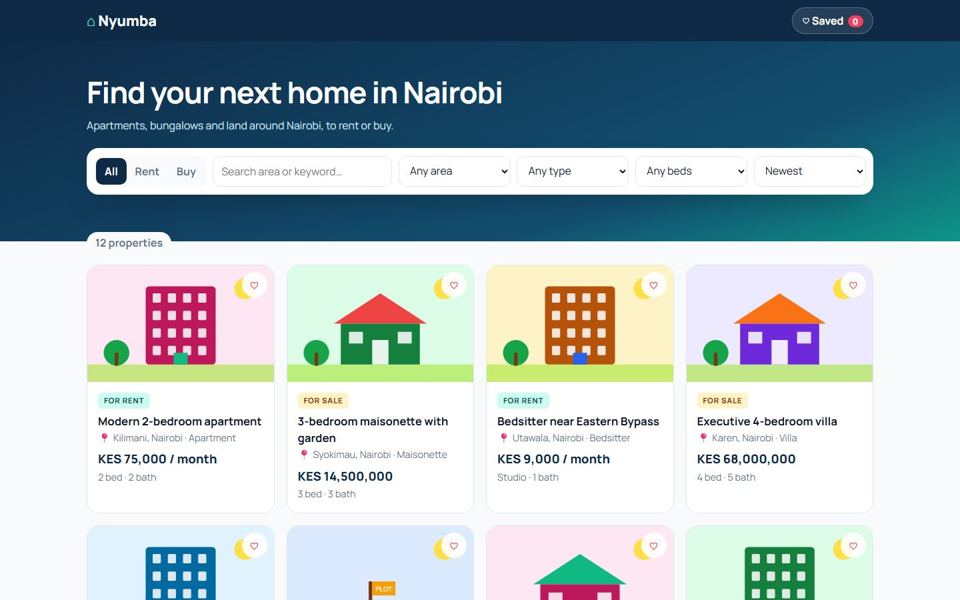 Nyumba
Saved 0
Find your next home in Nairobi
Apartments, bungalows and land around Nairobi, to rent or buy.
All Rent Buy Search area or keyword... Any area Any type Any beds Newest
12 properties
FOR RENT
Modern 2-bedroom apartment
Kilimani, Nairobi · Apartment
KES 75,000 / month
2 bed · 2 bath
FOR SALE
3-bedroom maisonette with
garden
Syokimau, Nairobi · Maisonette
KES 14,500,000
3 bed · 3 bath
FOR RENT
Bedsitter near Eastern Bypass
Utawala, Nairobi · Bedsitter
KES 9,000 / month
Studio · 1 bath
FOR SALE
Executive 4-bedroom villa
Karen, Nairobi · Villa
KES 68,000,000
4 bed · 5 bath
PLOT